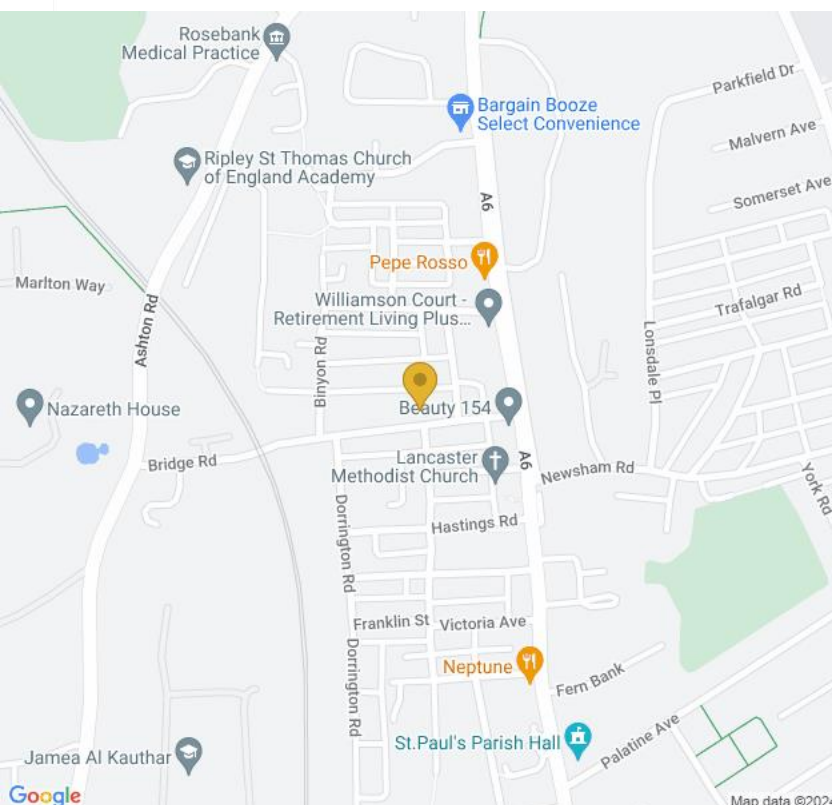 Rosebank
Medical Practice
Parkfield Dr
Bargain Booze
Select Convenience
Malvern Ave
Ripley St Thomas Church
of England Academy
Somerset Ave
A6
Pepe Rosso
Marlton Way
Williamson Court -
Retirement Living Plus...
Trafalgar Rd
Ashton Rd
Binyon Rd
Lonsdale Pl
Nazareth House
Beauty 154
Bridge Rd
Lancaster
Methodist Church
A6
Newsham Rd
York Rd
Dorrington Rd
Hastings Rd
Franklin St
Victoria Ave
Dorrington Rd
Neptune
Fern Bank
St.Paul's Parish Hall
Palatine Ave
Jamea Al Kauthar
Google
Map data ©2024